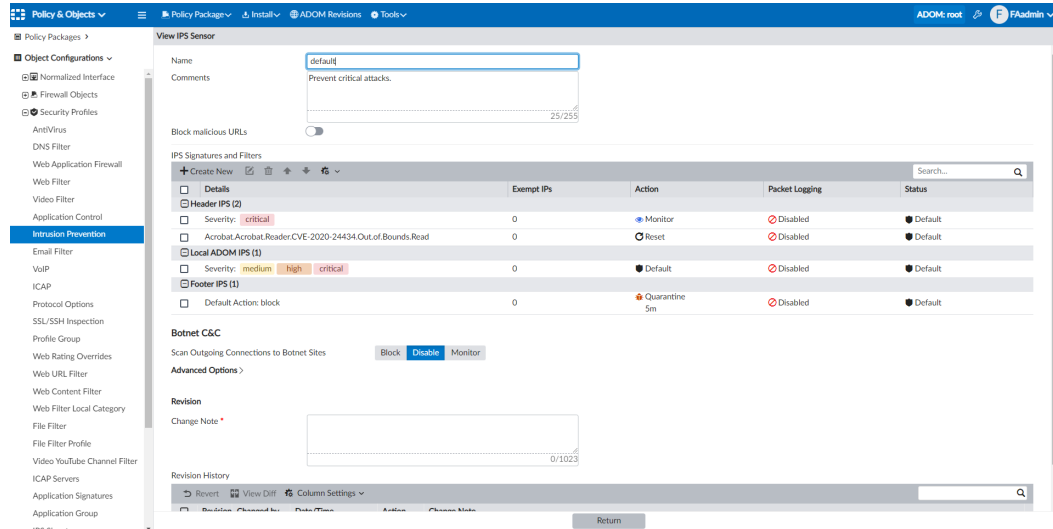 Policy & Objects
Policy Package
Install
ADOM Revisions
Tools
ADOM: root
F
FAadmin
Policy Packages
View IPS Sensor
Object Configurations
Normalized Interface
Firewall Objects
Security Profiles
AntiVirus
DNS Filter
Web Application Firewall
Web Filter
Video Filter
Application Control
Intrusion Prevention
Email Filter
VoIP
ICAP
Protocol Options
SSL/SSH Inspection
Profile Group
Web Rating Overrides
Web URL Filter
Web Content Filter
Web Filter Local Category
File Filter
File Filter Profile
Video YouTube Channel Filter
ICAP Servers
Application Signatures
Application Group
Name default
Comments Prevent critical attacks.
25/255
Block malicious URLs
IPS Signatures and Filters
Create New Search...
Details Exempt IPs Action Packet Logging Status
Header IPS (2)
Severity: critical 0 Monitor Disabled Default
Acrobat.Acrobat.Reader.CVE-2020-24434.Out.of.Bounds.Read 0 Reset Disabled Default
Local ADOM IPS (1)
Severity: medium high critical 0 Default Disabled Default
Footer IPS (1)
Default Action: block 0 Quarantine 5m Disabled Default
Botnet C&C
Scan Outgoing Connections to Botnet Sites Block Disable Monitor
Advanced Options
Revision
Change Note *
0/1023
Revision History
Revert View Diff Column Settings
Revision Changed by Date/Time Action Change Note
Return